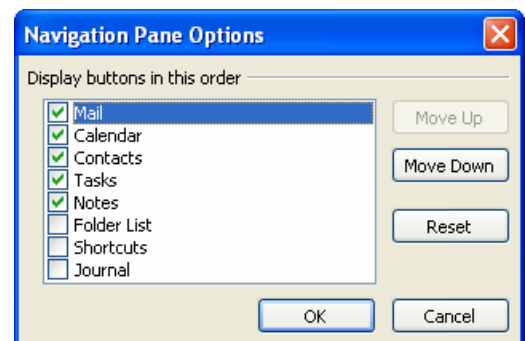 Navigation Pane Options
Display buttons in this order
Mail
Calendar
Contacts
Tasks
Notes
Folder List
Shortcuts
Journal
Move Up
Move Down
Reset
OK
Cancel